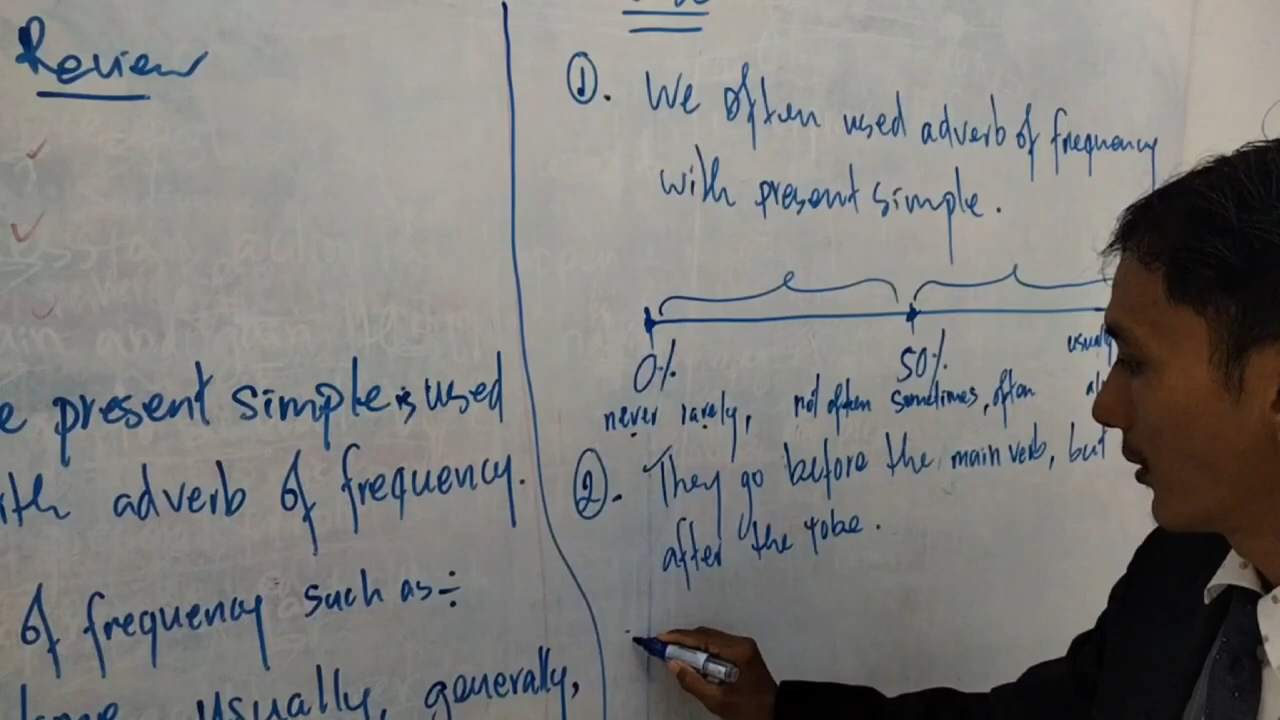 Review
e present simple is used
ith adverb of frequency.
of frequency such as ÷
usually, generally,
①. We often used adverb of frequency
with present simple.
0% 50%
usually
never rarely, not often sometimes, often al
②. They go before the main verb, but
after the tobe.